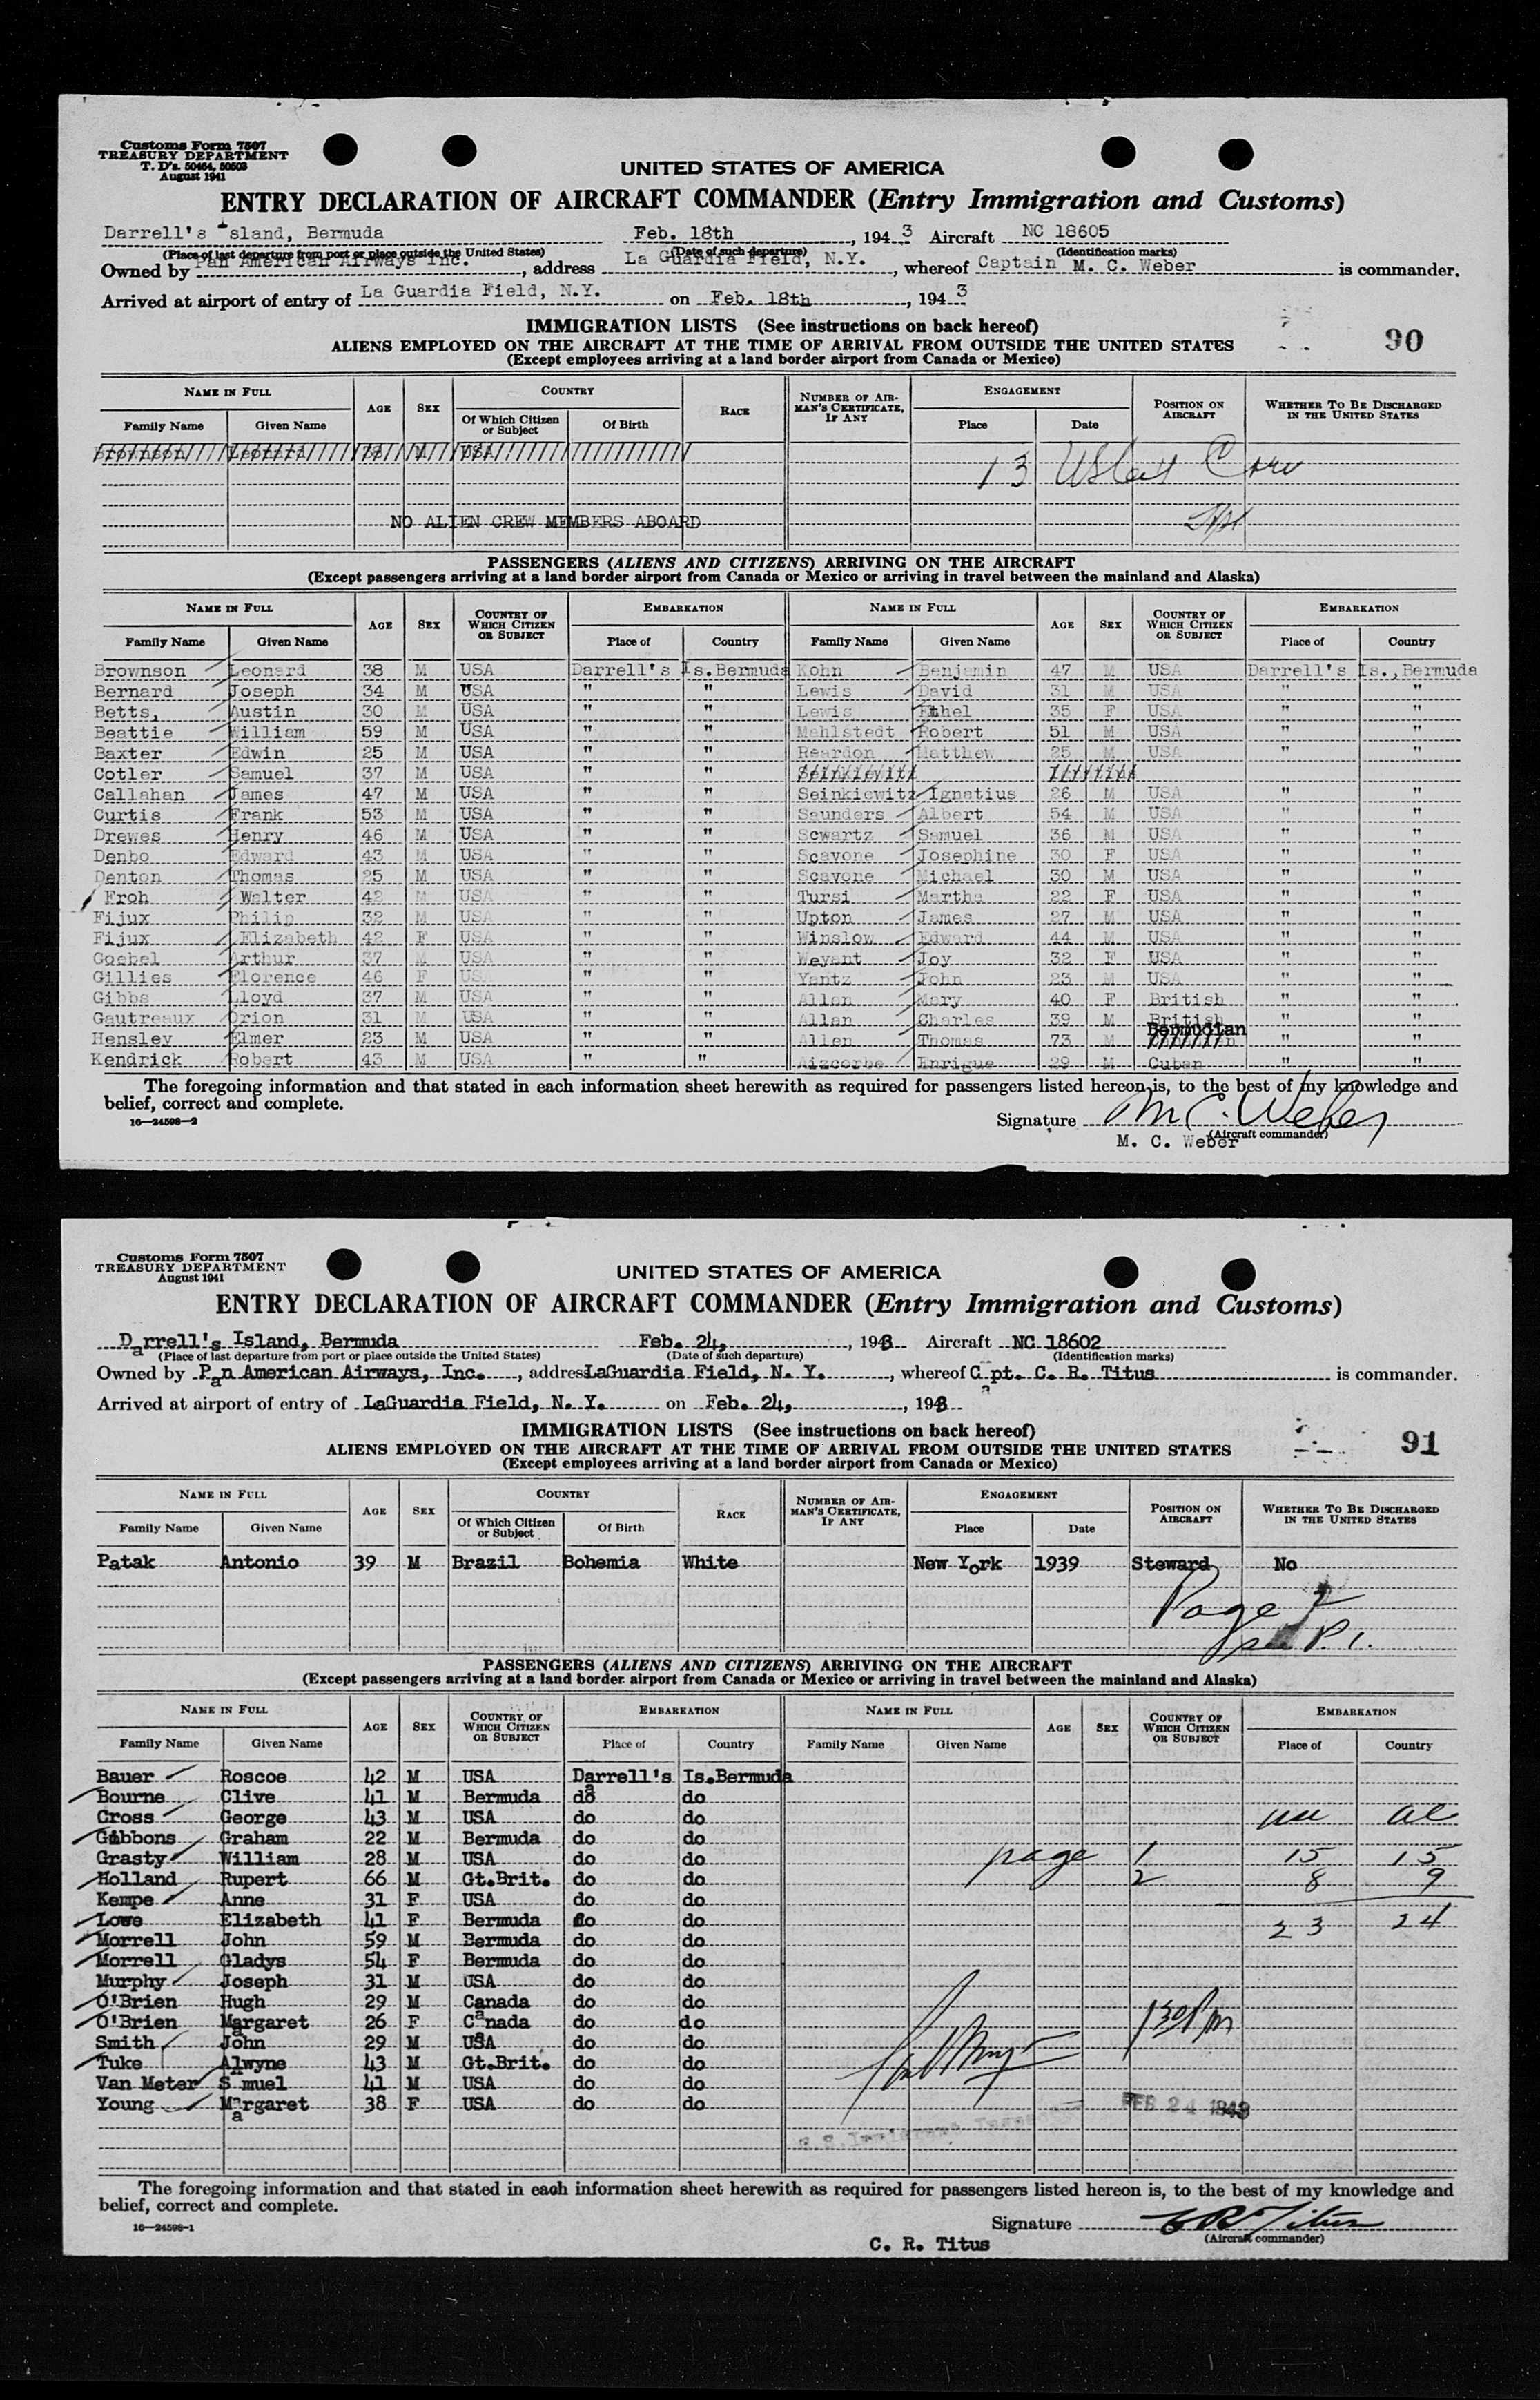 Customs Form 7507
TREASURY DEPARTMENT
T. D's. 50464, 50503
August 1941
UNITED STATES OF AMERICA
ENTRY DECLARATION OF AIRCRAFT COMMANDER (Entry Immigration and Customs)
Darrell's Island, Bermuda Feb. 18th, 1943 Aircraft NC 18605
(Place of last departure from port or place outside the United States) (Date of such departure) (Identification marks)
Owned by Pan American Airways Inc., address La Guardia Field, N.Y., whereof Captain M. C. Weber is commander.
Arrived at airport of entry of La Guardia Field, N.Y. on Feb. 18th, 1943
IMMIGRATION LISTS (See instructions on back hereof)
90
ALIENS EMPLOYED ON THE AIRCRAFT AT THE TIME OF ARRIVAL FROM OUTSIDE THE UNITED STATES
(Except employees arriving at a land border airport from Canada or Mexico)
NAME IN FULL AGE SEX COUNTRY RACE NUMBER OF AIRMAN'S CERTIFICATE, IF ANY ENGAGEMENT POSITION ON AIRCRAFT WHETHER TO BE DISCHARGED IN THE UNITED STATES
Family Name Given Name Of Which Citizen or Subject Of Birth Place Date
Brownson Leonard 38 M USA
13 US Cit Crew
NO ALIEN CREW MEMBERS ABOARD
PASSENGERS (ALIENS AND CITIZENS) ARRIVING ON THE AIRCRAFT
(Except passengers arriving at a land border airport from Canada or Mexico or arriving in travel between the mainland and Alaska)
NAME IN FULL AGE SEX COUNTRY OF WHICH CITIZEN OR SUBJECT EMBARKATION NAME IN FULL AGE SEX COUNTRY OF WHICH CITIZEN OR SUBJECT EMBARKATION
Family Name Given Name Place of Country Family Name Given Name Place of Country
Brownson Leonard 38 M USA Darrell's Is. Bermuda Kohn Benjamin 47 M USA Darrell's Is., Bermuda
Bernard Joseph 34 M USA " " Lewis David 31 M USA " "
Betts, Austin 30 M USA " " Lewis Ethel 35 F USA " "
Beattie William 59 M USA " " Mehlstedt Robert 51 M USA " "
Baxter Edwin 25 M USA " " Reardon Matthew 25 M USA " "
Cotler Samuel 37 M USA " "
Callahan James 47 M USA " " Seinkiewitz Ignatius 26 M USA " "
Curtis Frank 53 M USA " " Saunders Albert 54 M USA " "
Drewes Henry 46 M USA " " Scwartz Samuel 36 M USA " "
Denbo Edward 43 M USA " " Scavone Josephine 30 F USA " "
Denton Thomas 25 M USA " " Scavone Michael 30 M USA " "
Froh Walter 42 M USA " " Tursi Martha 22 F USA " "
Fijux Philip 32 M USA " " Upton James 27 M USA " "
Fijux Elizabeth 42 F USA " " Winslow Edward 44 M USA " "
Goebel Arthur 37 M USA " " Weyant Joy 32 F USA " "
Gillies Florence 46 F USA " " Yantz John 23 M USA " "
Gibbs Lloyd 37 M USA " " Allan Mary 40 F British " "
Gautreaux Orion 31 M USA " " Allan Charles 39 M British " "
Hensley Elmer 23 M USA " " Allen Thomas 73 M Bermudian " "
Kendrick Robert 43 M USA " " Aizcorbe Enrigue 29 M Cuban " "
The foregoing information and that stated in each information sheet herewith as required for passengers listed hereon is, to the best of my knowledge and
belief, correct and complete.
16—24598-2
Signature M C. Weber
(Aircraft commander)
M. C. Weber
Customs Form 7507
TREASURY DEPARTMENT
August 1941
UNITED STATES OF AMERICA
ENTRY DECLARATION OF AIRCRAFT COMMANDER (Entry Immigration and Customs)
Darrell's Island, Bermuda Feb. 24, 1943 Aircraft NC 18602
(Place of last departure from port or place outside the United States) (Date of such departure) (Identification marks)
Owned by Pan American Airways, Inc., address LaGuardia Field, N. Y., whereof Capt. C. R. Titus is commander.
Arrived at airport of entry of LaGuardia Field, N. Y. on Feb. 24, 1943
IMMIGRATION LISTS (See instructions on back hereof)
91
ALIENS EMPLOYED ON THE AIRCRAFT AT THE TIME OF ARRIVAL FROM OUTSIDE THE UNITED STATES
(Except employees arriving at a land border airport from Canada or Mexico)
NAME IN FULL AGE SEX COUNTRY RACE NUMBER OF AIRMAN'S CERTIFICATE, IF ANY ENGAGEMENT POSITION ON AIRCRAFT WHETHER TO BE DISCHARGED IN THE UNITED STATES
Family Name Given Name Of Which Citizen or Subject Of Birth Place Date
Patak Antonio 39 M Brazil Bohemia White New York 1939 Steward No
Page 2
P. 1.
PASSENGERS (ALIENS AND CITIZENS) ARRIVING ON THE AIRCRAFT
(Except passengers arriving at a land border airport from Canada or Mexico or arriving in travel between the mainland and Alaska)
NAME IN FULL AGE SEX COUNTRY OF WHICH CITIZEN OR SUBJECT EMBARKATION NAME IN FULL AGE SEX COUNTRY OF WHICH CITIZEN OR SUBJECT EMBARKATION
Family Name Given Name Place of Country Family Name Given Name Place of Country
Bauer Roscoe 42 M USA Darrell's Is. Bermuda
Bourne Clive 41 M Bermuda do do
Cross George 43 M USA do do
Gibbons Graham 22 M Bermuda do do
Grasty William 28 M USA do do page 1 15 15
Holland Rupert 66 M Gt. Brit. do do 2 8 9
Kempe Anne 31 F USA do do
Lowe Elizabeth 41 F Bermuda do do 23 24
Morrell John 59 M Bermuda do do
Morrell Gladys 54 F Bermuda do do
Murphy Joseph 31 M USA do do
O'Brien Hugh 29 M Canada do do
O'Brien Margaret 26 F Canada do do 130 Pm
Smith John 29 M USA do do
Tuke Alwyne 43 M Gt. Brit. do do
Van Meter Samuel 41 M USA do do
Young Margaret 38 F USA do do FEB 24 1943
The foregoing information and that stated in each information sheet herewith as required for passengers listed hereon is, to the best of my knowledge and
belief, correct and complete.
16—24598-1
Signature C R Titus
(Aircraft commander)
C. R. Titus